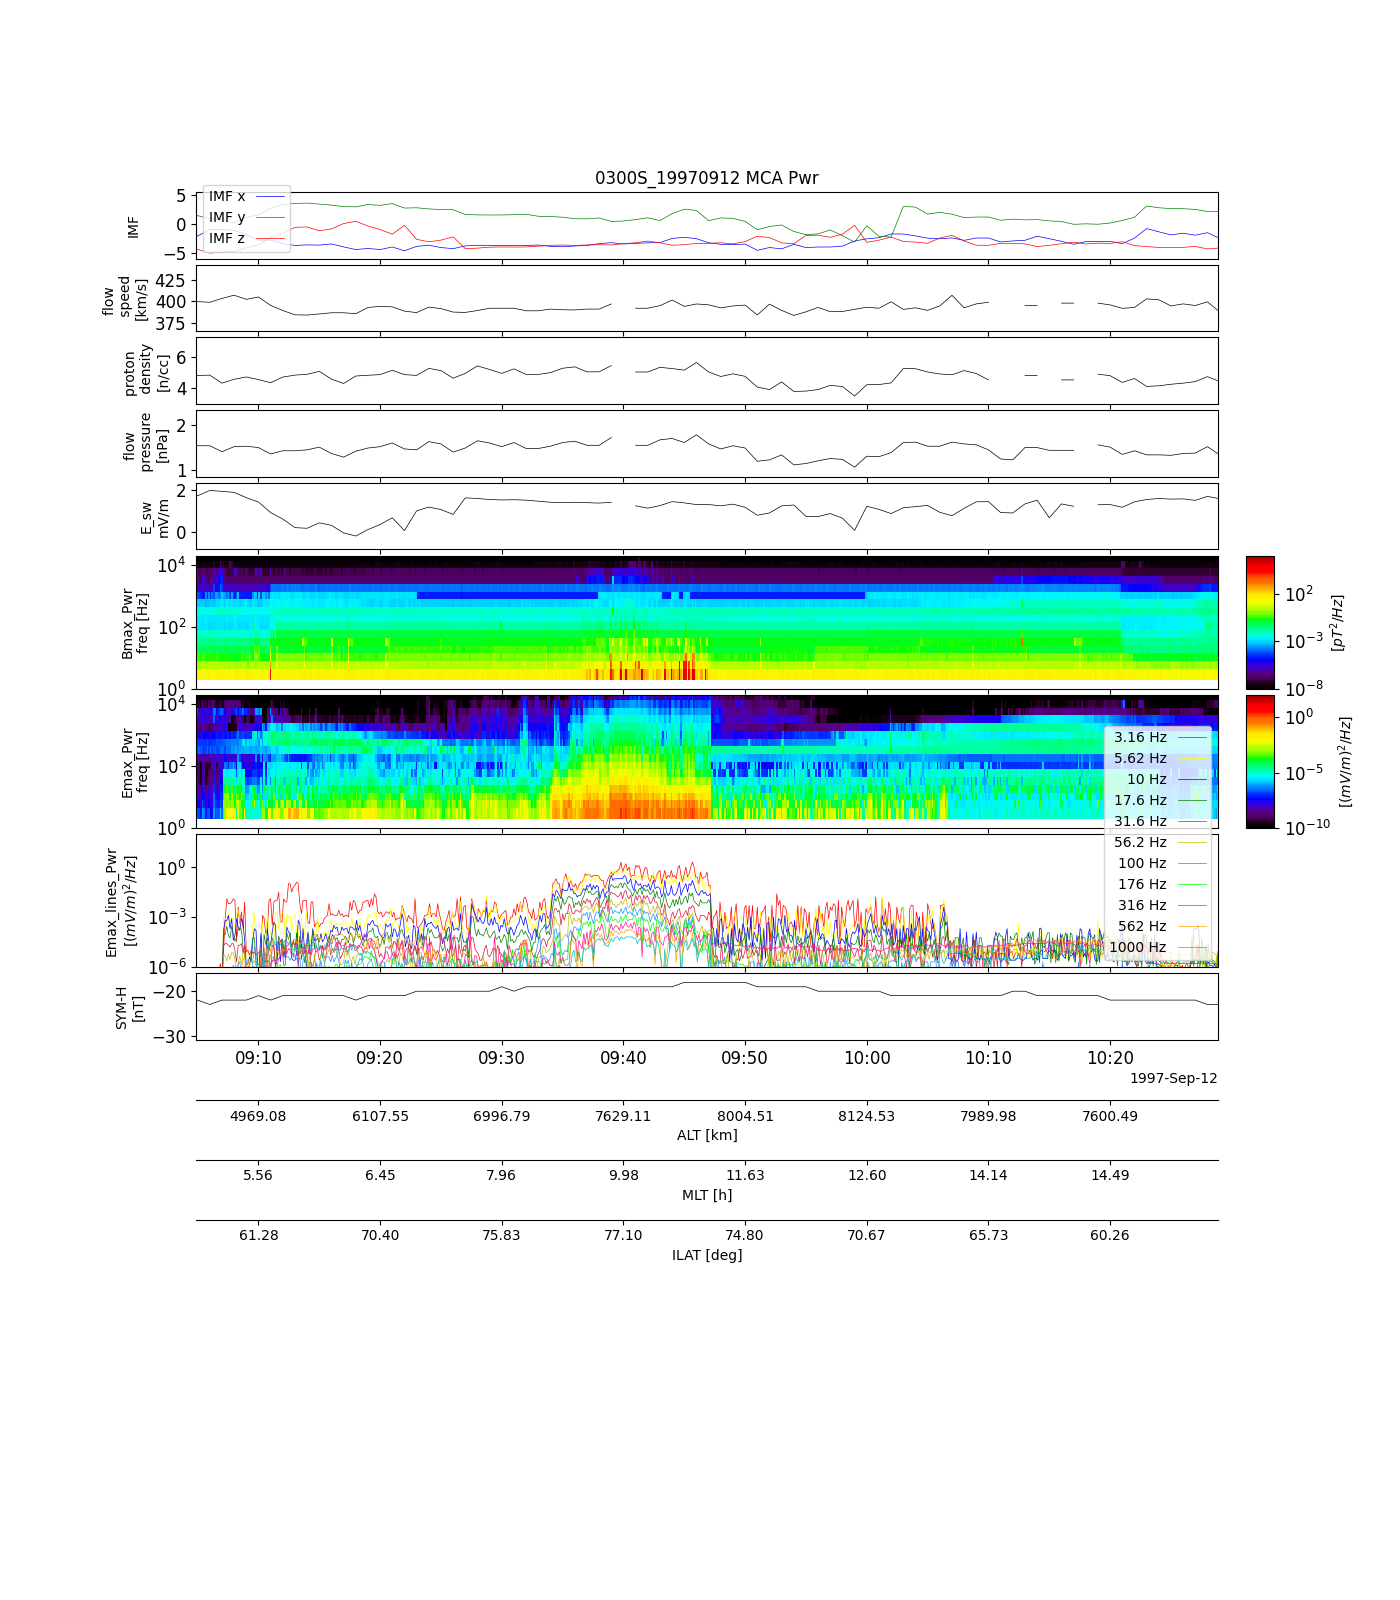 0300S_19970912 MCA Pwr
IMF
5
0
−5
IMF x
IMF y
IMF z
flow
speed
[km/s]
425
400
375
proton
density
[n/cc]
6
4
flow
pressure
[nPa]
2
1
E_sw
mV/m
2
0
Bmax_Pwr
freq [Hz]
10^4
10^2
10^0
10^2
10^−3
10^−8
[pT^2/Hz]
Emax_Pwr
freq [Hz]
10^4
10^2
10^0
10^0
10^−5
10^−10
[(mV/m)^2/Hz]
3.16 Hz
5.62 Hz
10 Hz
17.6 Hz
31.6 Hz
56.2 Hz
100 Hz
176 Hz
316 Hz
562 Hz
1000 Hz
Emax_lines_Pwr
[(mV/m)^2/Hz]
10^0
10^−3
10^−6
SYM-H
[nT]
−20
−30
09:10 09:20 09:30 09:40 09:50 10:00 10:10 10:20
1997-Sep-12
4969.08 6107.55 6996.79 7629.11 8004.51 8124.53 7989.98 7600.49
ALT [km]
5.56 6.45 7.96 9.98 11.63 12.60 14.14 14.49
MLT [h]
61.28 70.40 75.83 77.10 74.80 70.67 65.73 60.26
ILAT [deg]